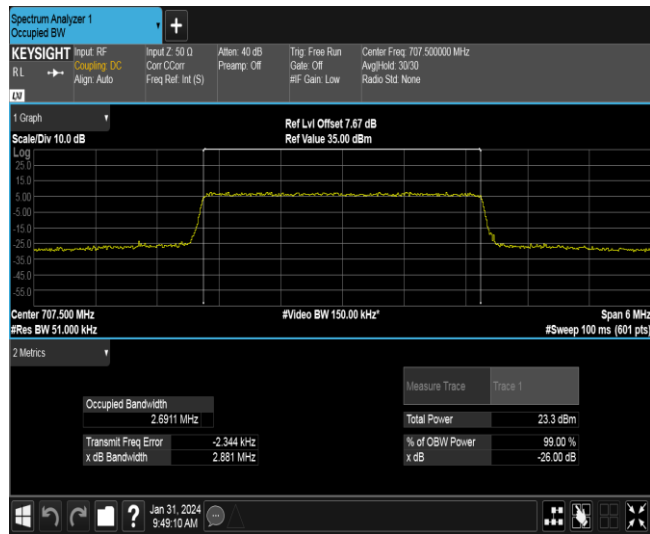 Spectrum Analyzer 1
Occupied BW
+
KEYSIGHT
RL
LXI
Input: RF
Coupling: DC
Align: Auto
Input Z: 50 Ω
Corr CCorr
Freq Ref: Int (S)
Atten: 40 dB
Preamp: Off
Trig: Free Run
Gate: Off
#IF Gain: Low
Center Freq: 707.500000 MHz
Avg|Hold: 30/30
Radio Std: None
1 Graph
Scale/Div 10.0 dB
Ref Lvl Offset 7.67 dB
Ref Value 35.00 dBm
Log
25.0
15.0
5.00
-5.00
-15.0
-25.0
-35.0
-45.0
-55.0
Center 707.500 MHz
#Res BW 51.000 kHz
#Video BW 150.00 kHz*
Span 6 MHz
#Sweep 100 ms (601 pts)
2 Metrics
Measure Trace Trace 1
Occupied Bandwidth
2.6911 MHz
Total Power 23.3 dBm
Transmit Freq Error -2.344 kHz
% of OBW Power 99.00 %
x dB Bandwidth 2.881 MHz
x dB -26.00 dB
?
Jan 31, 2024
9:49:10 AM